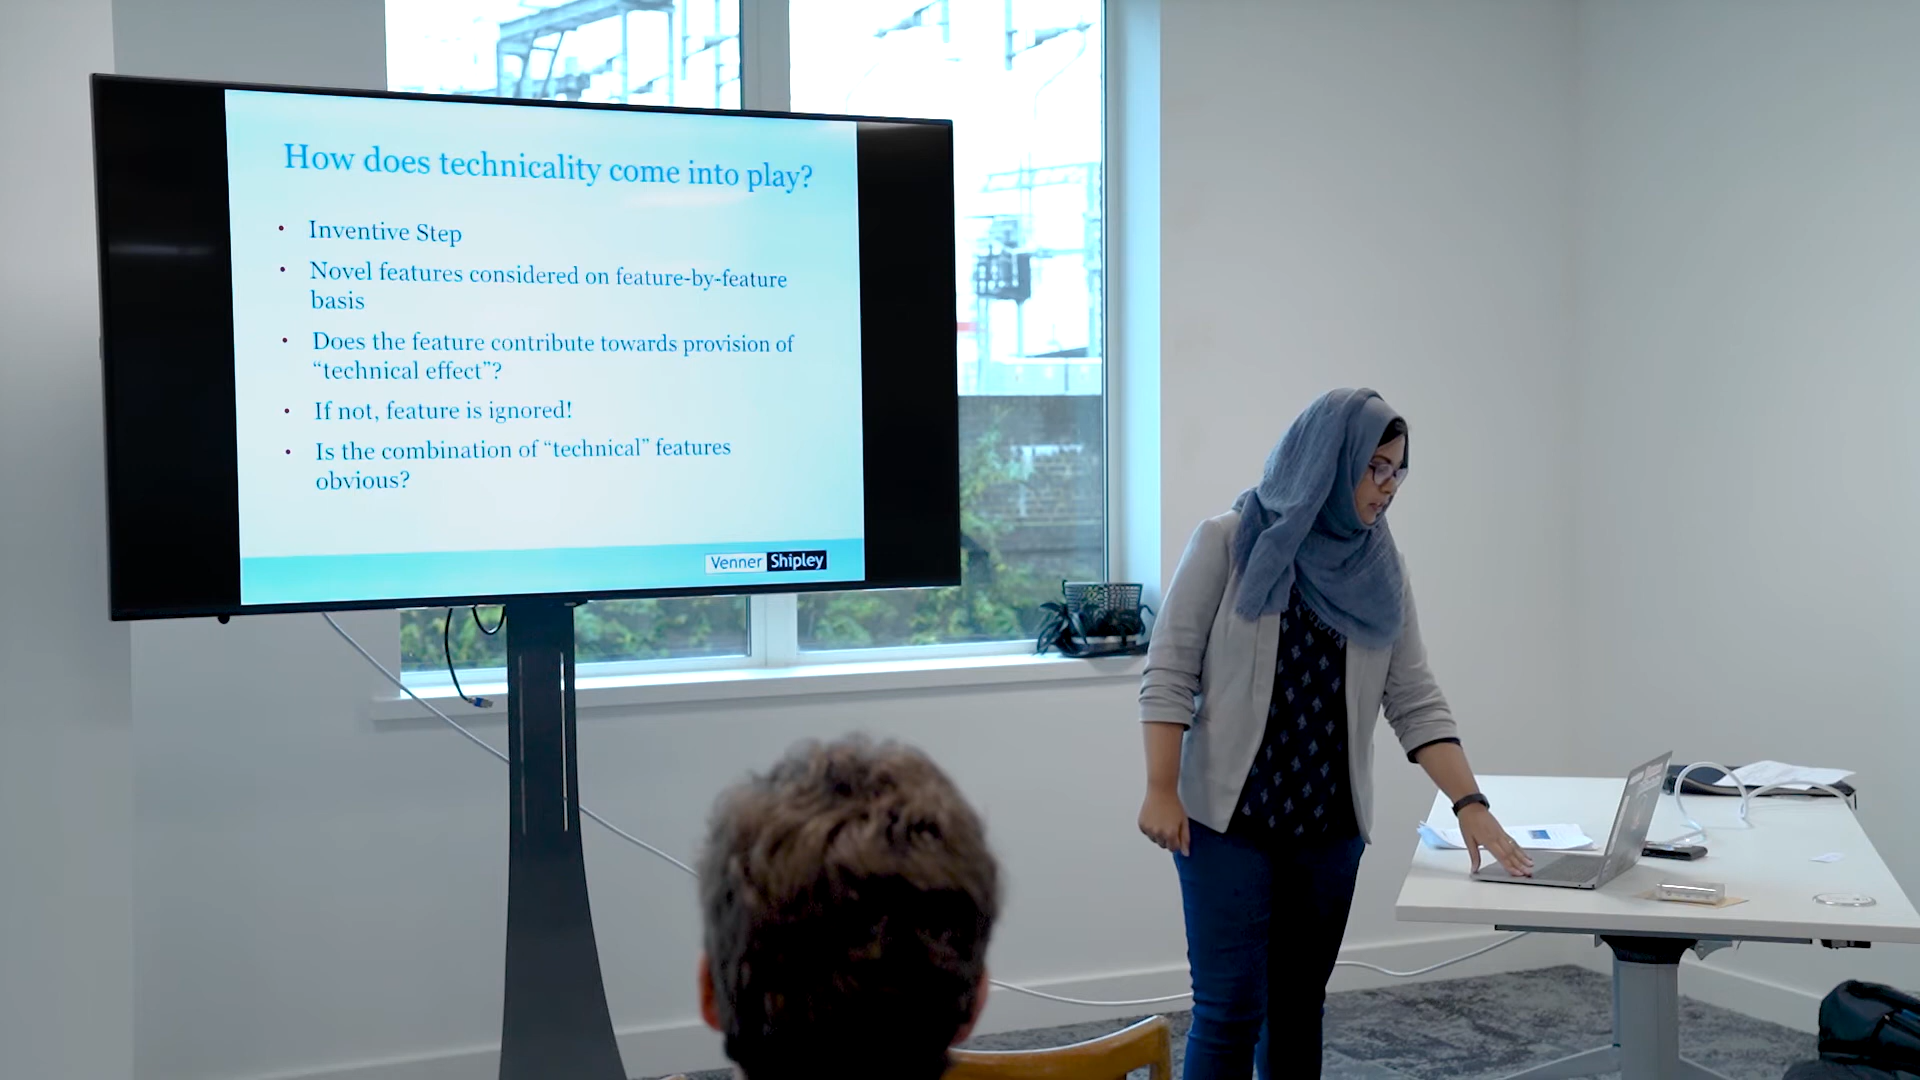 How does technicality come into play?
• Inventive Step
• Novel features considered on feature-by-feature
basis
• Does the feature contribute towards provision of
“technical effect”?
• If not, feature is ignored!
• Is the combination of “technical” features
obvious?
Venner Shipley